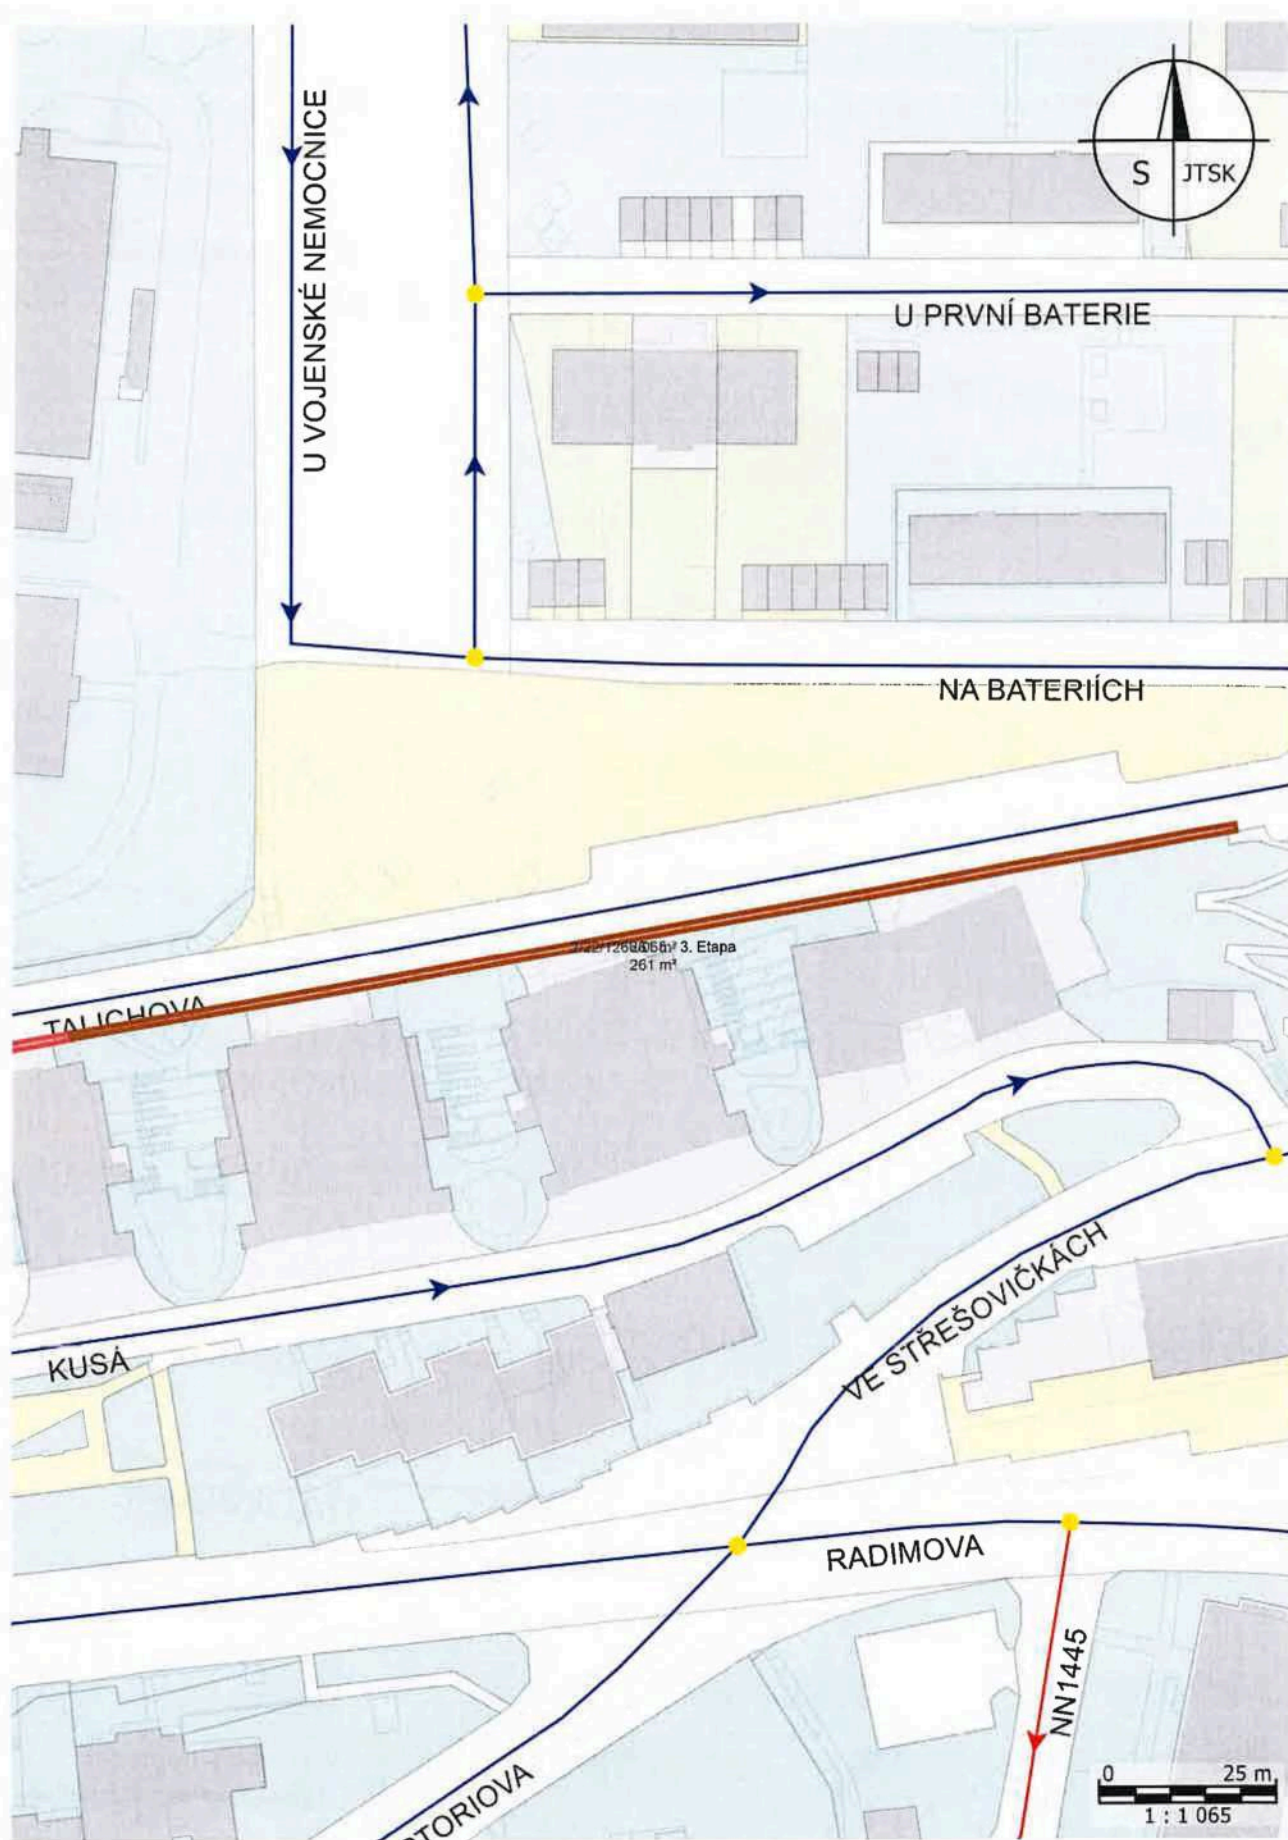 U VOJENSKÉ NEMOCNICE
S JTSK
U PRVNÍ BATERIE
NA BATERIÍCH
3. Etapa
261 m²
TALICHOVA
KUSÁ
VE STŘEŠOVIČKÁCH
RADIMOVA
NN1445
0 25 m
1 : 1 065